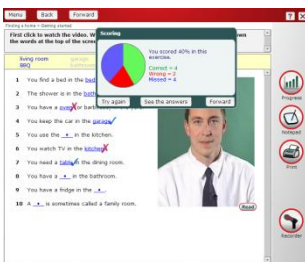 Menu Back Forward
Finding a home > Getting started
First click to watch the video. W
own
the words at the top of the scree
living room
garage
BBQ
bathroom
Scoring
You scored 40% in this
exercise.
Correct = 4
Wrong = 2
Missed = 4
Try again See the answers Forward
1 You find a bed in the bed
2 The shower is in the bath
3 You have a oven or barb
4 You keep the car in the garage
5 You use the in the kitchen.
6 You watch TV in the kitchen
7 You need a table in the dining room.
8 You have a in the bathroom.
9 You have a fridge in the
10 A is sometimes called a family room.
Read
Progress
Notepad
Print
Recorder